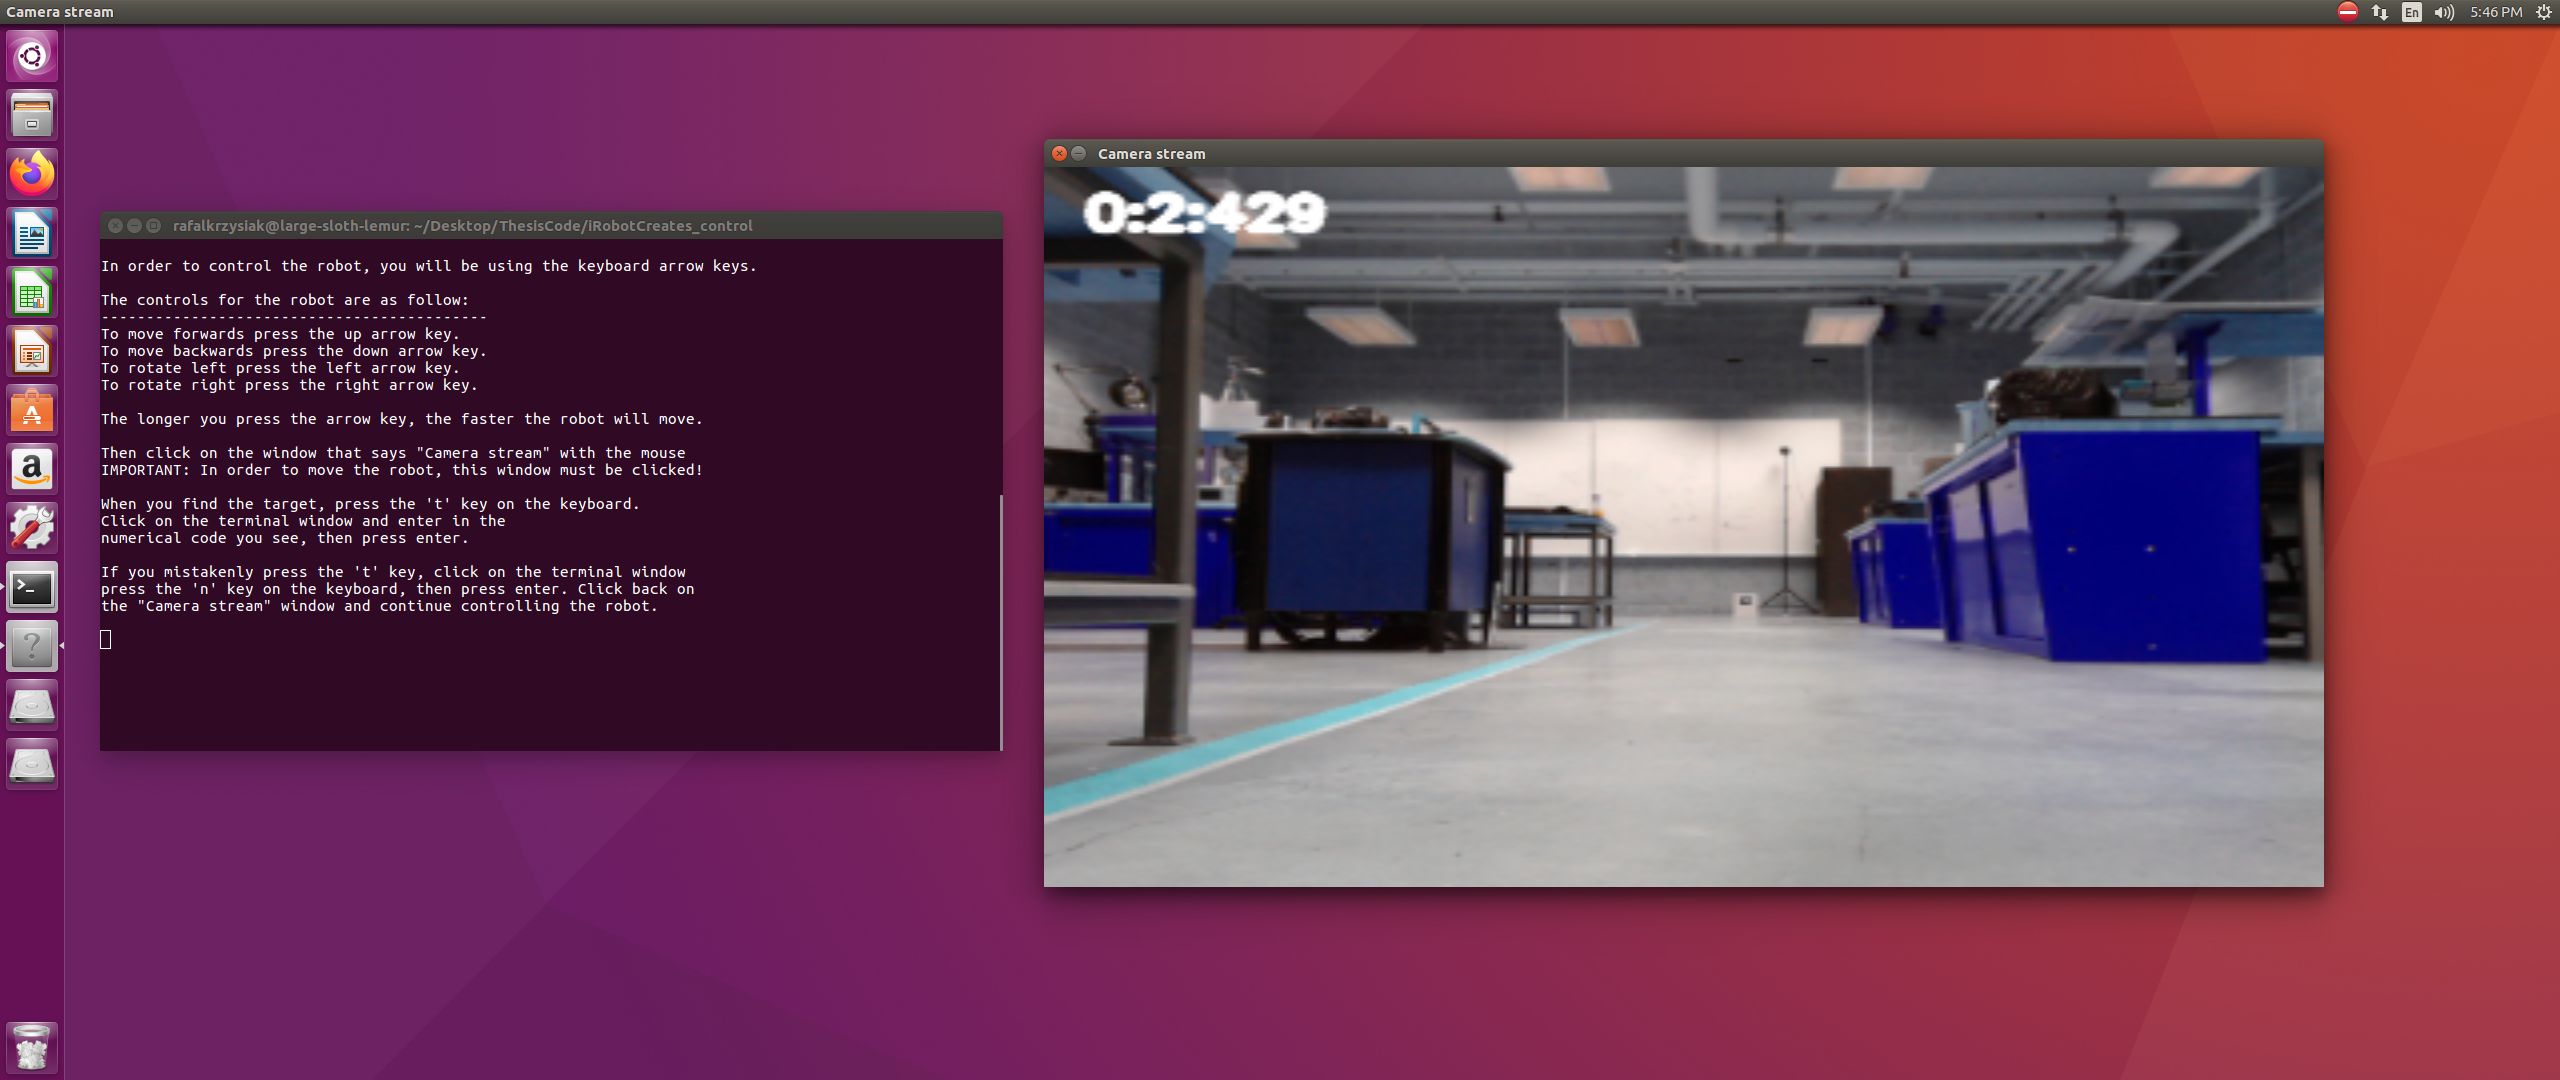 Camera stream
En
5:46 PM
rafalkrzysiak@large-sloth-lemur: ~/Desktop/ThesisCode/iRobotCreates_control
In order to control the robot, you will be using the keyboard arrow keys.
The controls for the robot are as follow:
-------------------------------------------
To move forwards press the up arrow key.
To move backwards press the down arrow key.
To rotate left press the left arrow key.
To rotate right press the right arrow key.
The longer you press the arrow key, the faster the robot will move.
Then click on the window that says "Camera stream" with the mouse
IMPORTANT: In order to move the robot, this window must be clicked!
When you find the target, press the 't' key on the keyboard.
Click on the terminal window and enter in the
numerical code you see, then press enter.
If you mistakenly press the 't' key, click on the terminal window
press the 'n' key on the keyboard, then press enter. Click back on
the "Camera stream" window and continue controlling the robot.
Camera stream
0:2:429